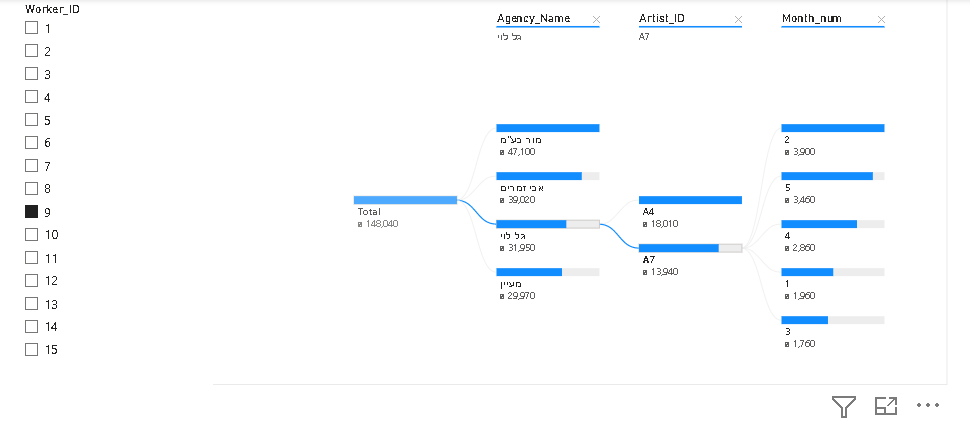 Worker_ID
1
2
3
4
5
6
7
8
9
10
11
12
13
14
15
Agency_Name
גל לוי
Artist_ID
A7
Month_num
Total
₪ 148,040
מור בע"מ
₪ 47,100
אבי זמרים
₪ 39,020
גל לוי
₪ 31,950
מעיין
₪ 29,970
A4
₪ 18,010
A7
₪ 13,940
2
₪ 3,900
5
₪ 3,460
4
₪ 2,860
1
₪ 1,960
3
₪ 1,760